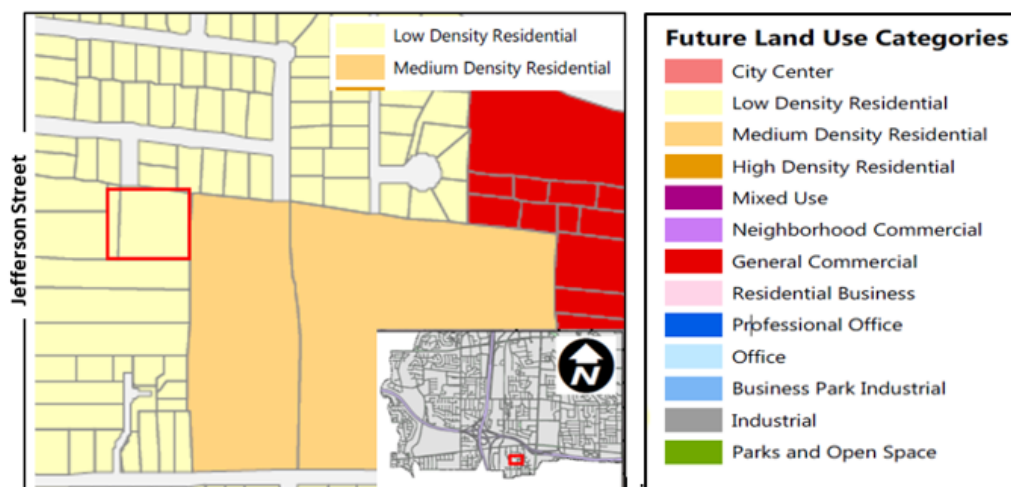 Jefferson Street
Low Density Residential
Medium Density Residential
N
Future Land Use Categories
City Center
Low Density Residential
Medium Density Residential
High Density Residential
Mixed Use
Neighborhood Commercial
General Commercial
Residential Business
Professional Office
Office
Business Park Industrial
Industrial
Parks and Open Space